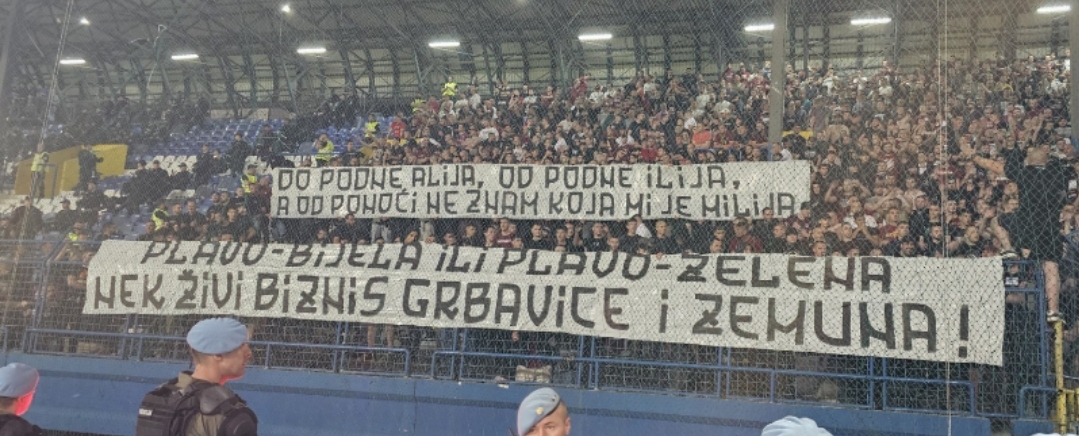 DO PODNE ALIJA, OD PODNE ILIJA,
A OD PONOĆI NE ZNAM KOJA MI JE MILIJA
PLAVO-BIJELA ILI PLAVO-ZELENA
NEK ŽIVI BIZNIS GRBAVICE I ZEMUNA!